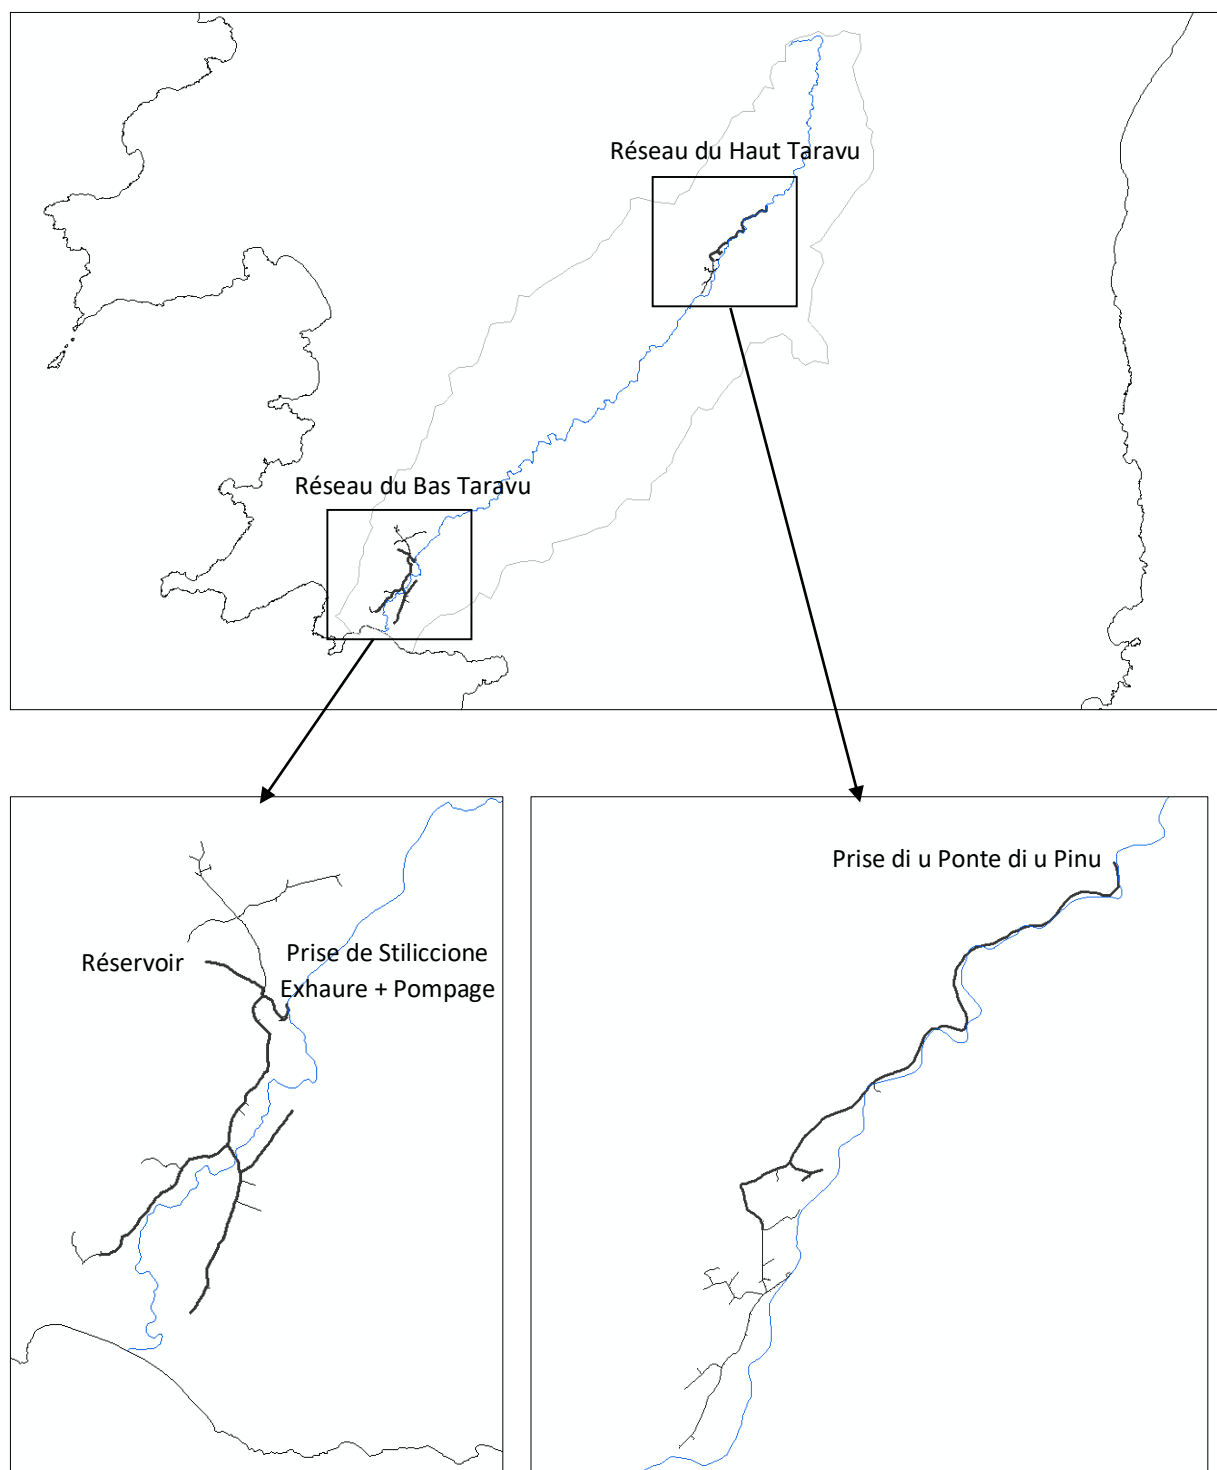 Réseau du Haut Taravu
Réseau du Bas Taravu
Réservoir
Prise de Stiliccione
Exhaure + Pompage
Prise di u Ponte di u Pinu